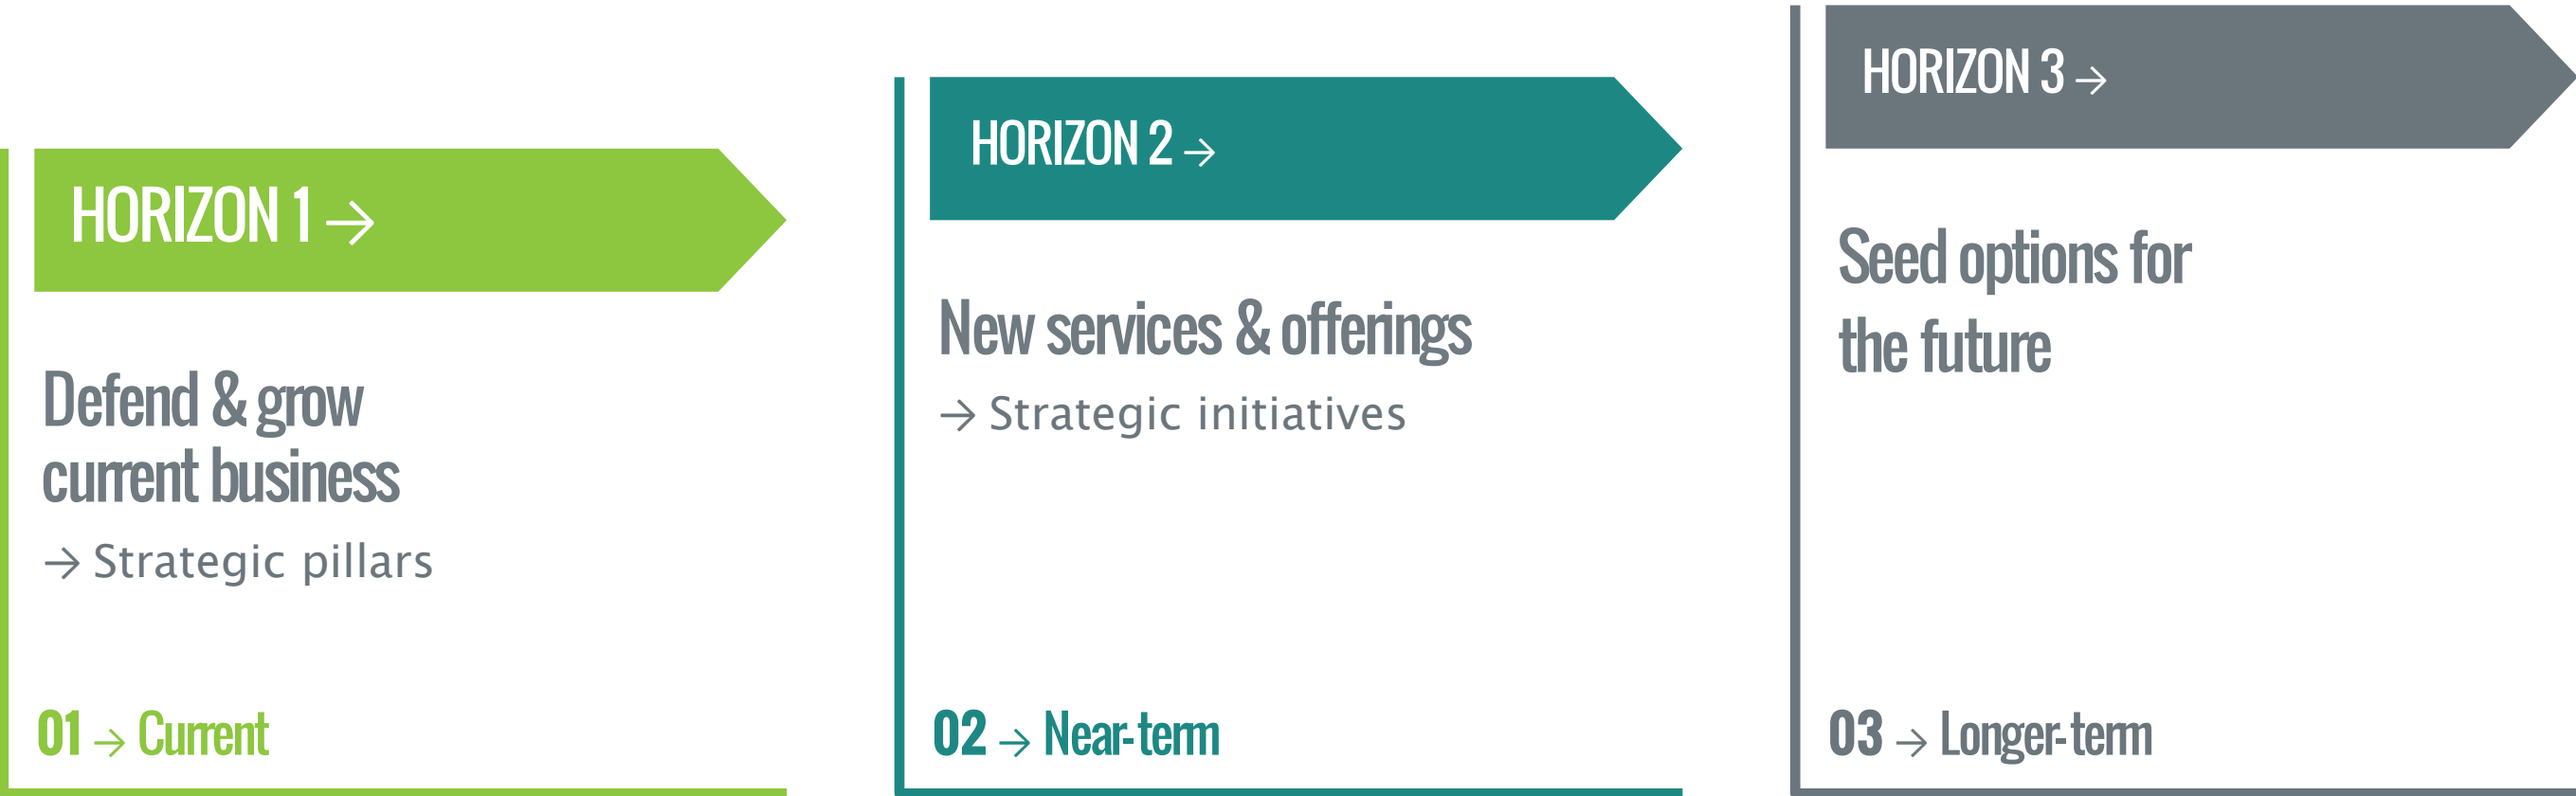 HORIZON 1 →
Defend & grow
current business
→ Strategic pillars
01 → Current
HORIZON 2 →
New services & offerings
→ Strategic initiatives
02 → Near-term
HORIZON 3 →
Seed options for
the future
03 → Longer-term